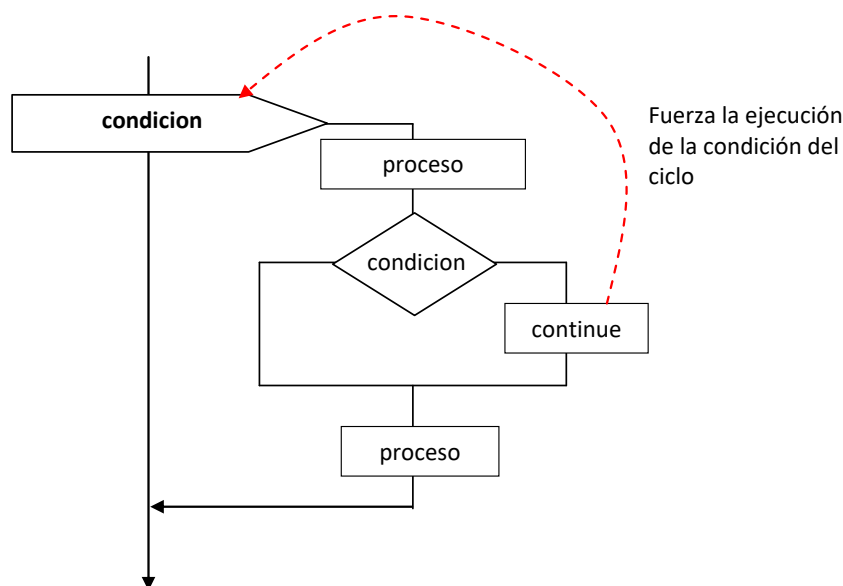 condicion
proceso
condicion
continue
proceso
Fuerza la ejecución
de la condición del
ciclo